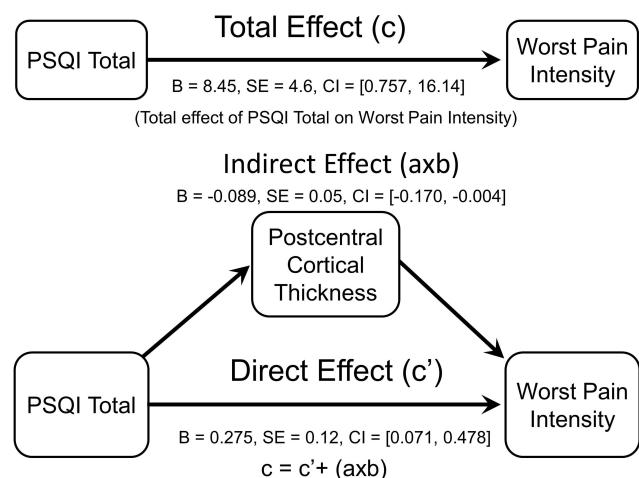 Total Effect (c)
PSQI Total
Worst Pain
Intensity
B = 8.45, SE = 4.6, CI = [0.757, 16.14]
(Total effect of PSQI Total on Worst Pain Intensity)
Indirect Effect (axb)
B = -0.089, SE = 0.05, CI = [-0.170, -0.004]
Postcentral
Cortical
Thickness
PSQI Total
Direct Effect (c’)
Worst Pain
Intensity
B = 0.275, SE = 0.12, CI = [0.071, 0.478]
c = c’+ (axb)